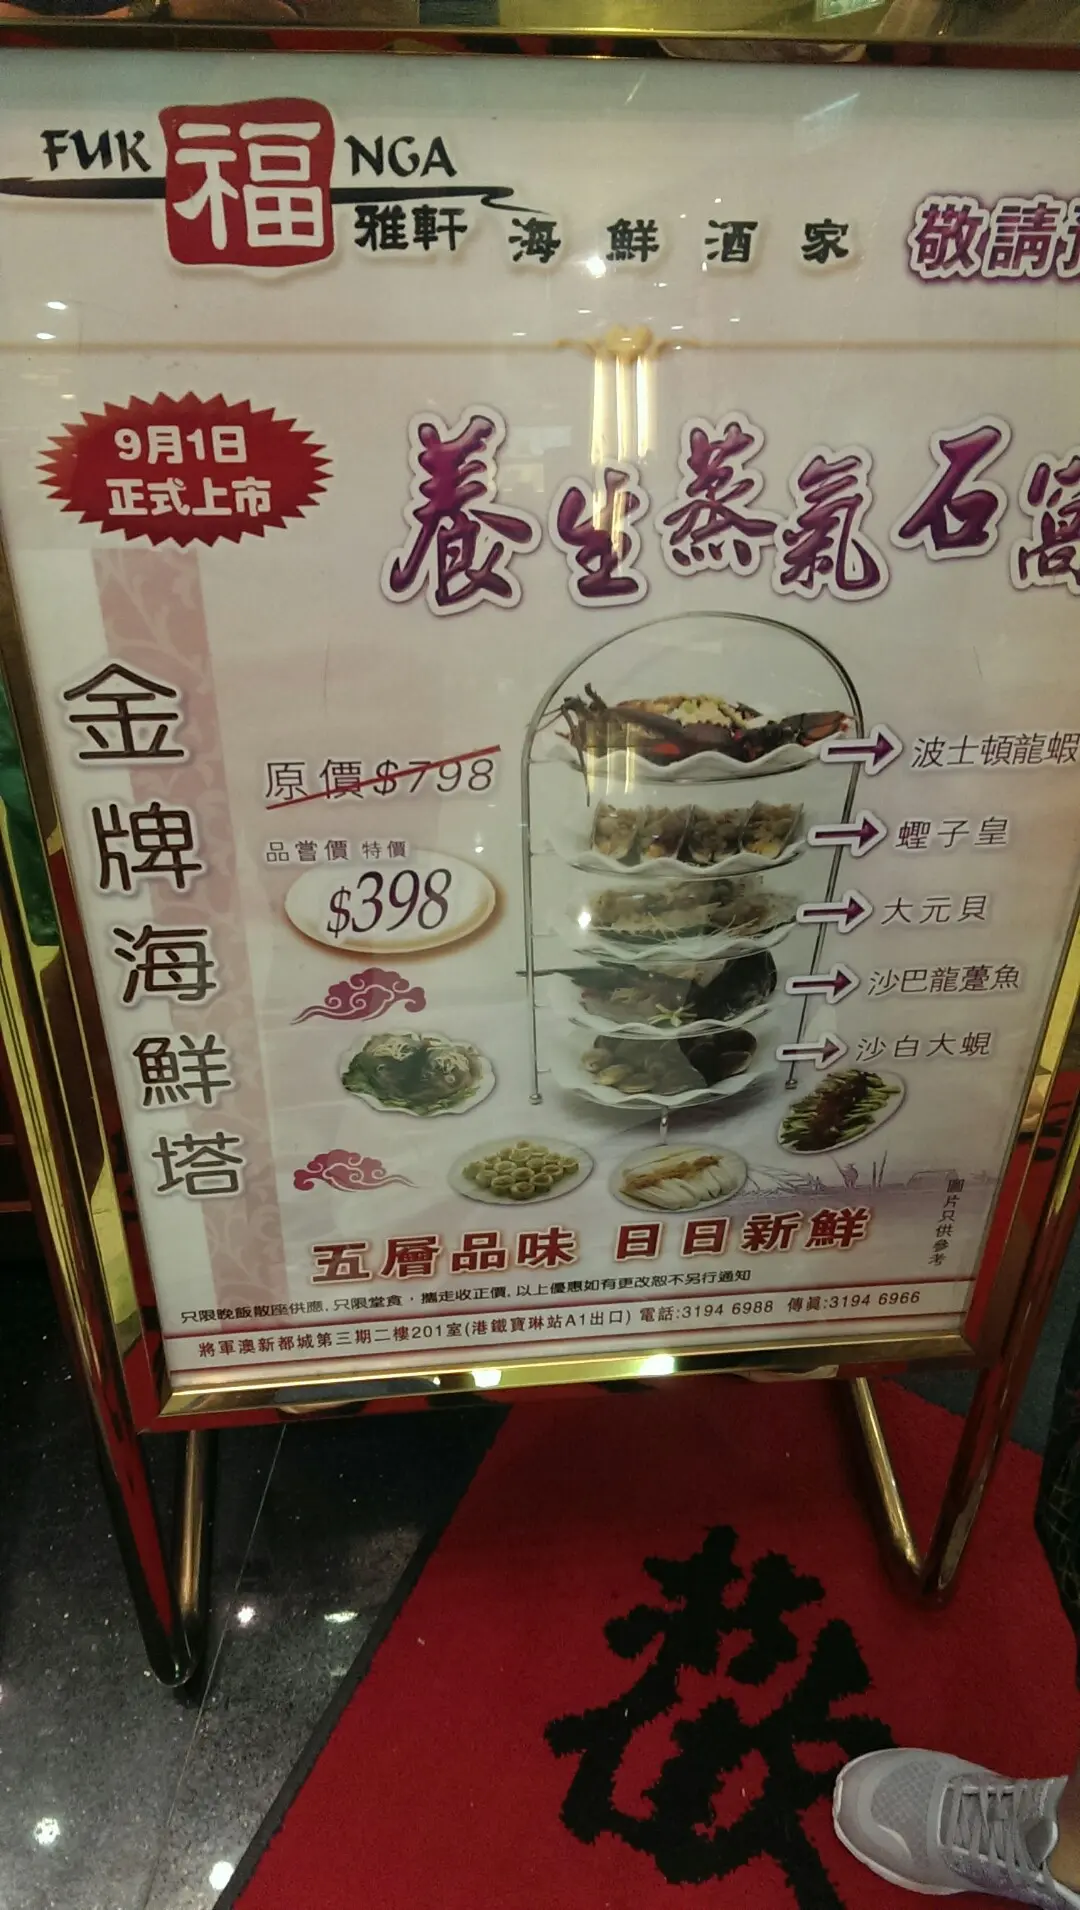 FUK 福 NGA
雅軒 海鮮酒家
敬請
9月1日
正式上市
養生蒸氣石窩
金牌海鮮塔
原價$798
品嘗價 特價
$398
波士頓龍蝦
蟶子皇
大元貝
沙巴龍躉魚
沙白大蜆
圖片只供參考
五層品味 日日新鮮
只限晚飯散座供應,只限堂食,攜走收正價,以上優惠如有更改恕不另行通知
將軍澳新都城第三期二樓201室(港鐵寶琳站A1出口) 電話:3194 6988 傳真:3194 6966